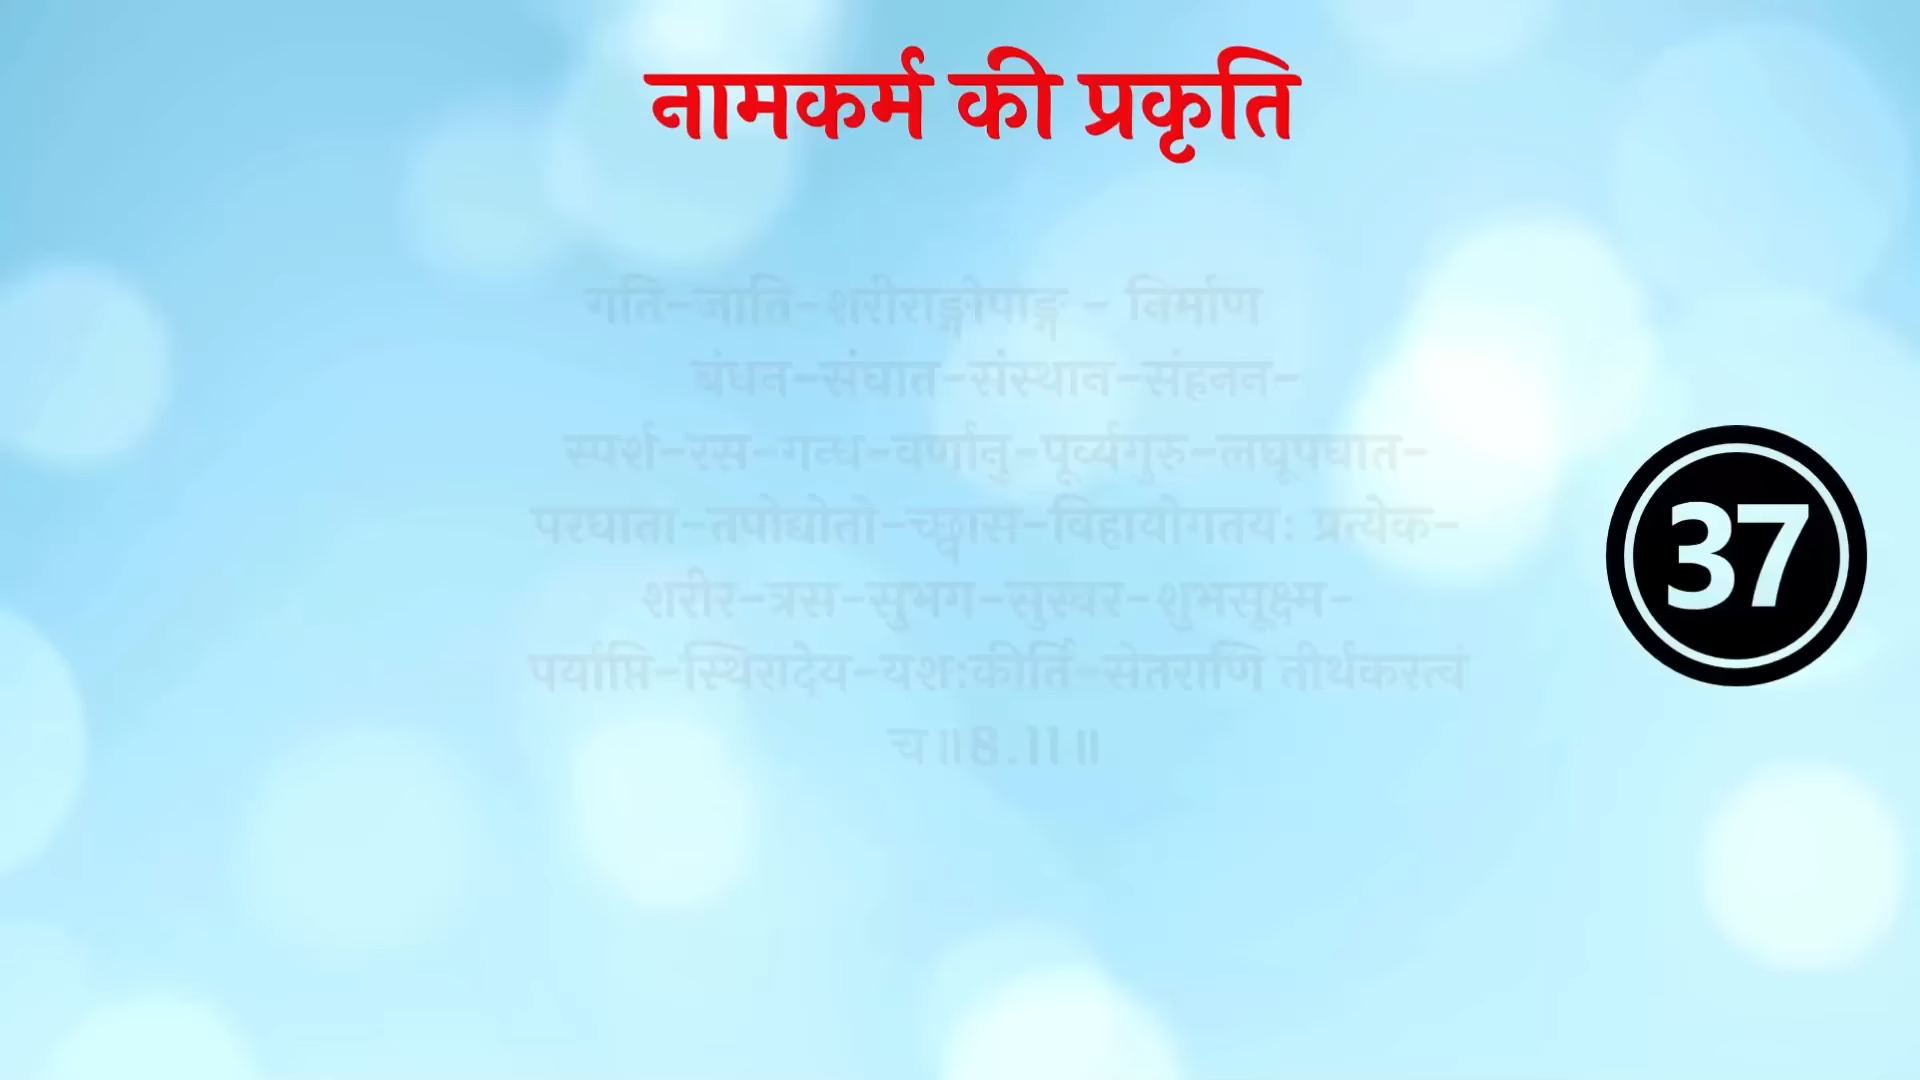 नामकर्म की प्रकृति
गति-जाति-शरीराङ्गोपाङ्ग - निर्माण
बंधन-संघात-संस्थान-संहनन-
स्पर्श-रस-गन्ध-वर्णानु-पूर्व्यगुरु-लघूपघात-
परघाता-तपोद्योतो-च्छ्वास-विहायोगतयः प्रत्येक-
शरीर-त्रस-सुभग-सुस्वर-शुभसूक्ष्म-
पर्याप्ति-स्थिरादेय-यशःकीर्ति-सेतराणि तीर्थकरत्वं
च॥8.11॥
37